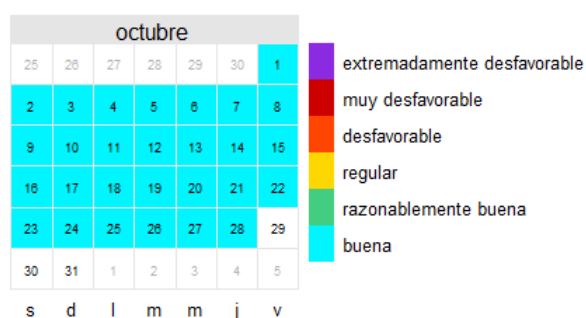 octubre
25 26 27 28 29 30 1
2 3 4 5 6 7 8
9 10 11 12 13 14 15
16 17 18 19 20 21 22
23 24 25 26 27 28 29
30 31 1 2 3 4 5
s d l m m j v
extremadamente desfavorable
muy desfavorable
desfavorable
regular
razonablemente buena
buena